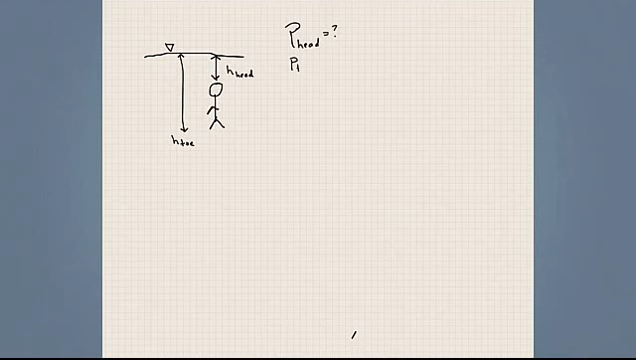 P_head = ?
P_1
h_head
h_toe